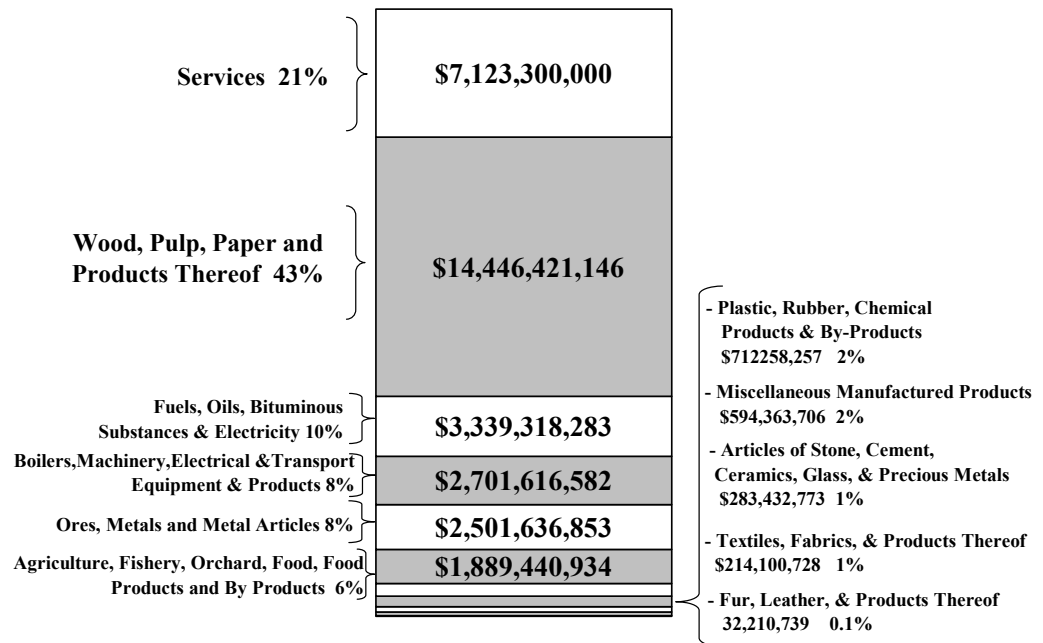 Services 21%
$7,123,300,000
Wood, Pulp, Paper and
Products Thereof 43%
$14,446,421,146
Fuels, Oils, Bituminous
Substances & Electricity 10%
$3,339,318,283
Boilers,Machinery,Electrical &Transport
Equipment & Products 8%
$2,701,616,582
Ores, Metals and Metal Articles 8%
$2,501,636,853
Agriculture, Fishery, Orchard, Food, Food
Products and By Products 6%
$1,889,440,934
- Plastic, Rubber, Chemical
Products & By-Products
$712258,257 2%
- Miscellaneous Manufactured Products
$594,363,706 2%
- Articles of Stone, Cement,
Ceramics, Glass, & Precious Metals
$283,432,773 1%
- Textiles, Fabrics, & Products Thereof
$214,100,728 1%
- Fur, Leather, & Products Thereof
32,210,739 0.1%